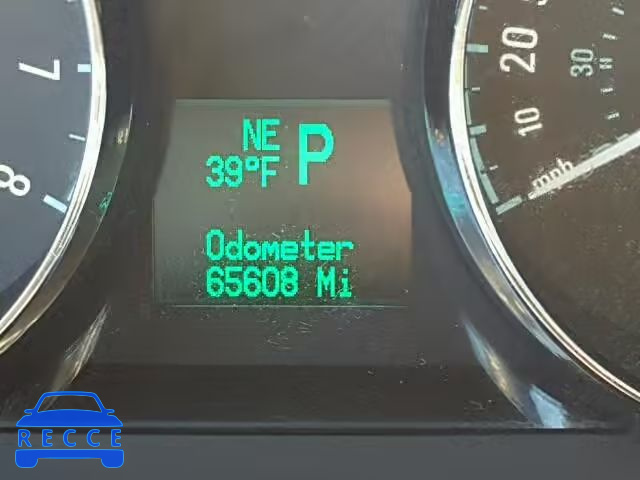 7
8
NE
39°F P
Odometer
65608 Mi
20
10
30
mph
RECCE